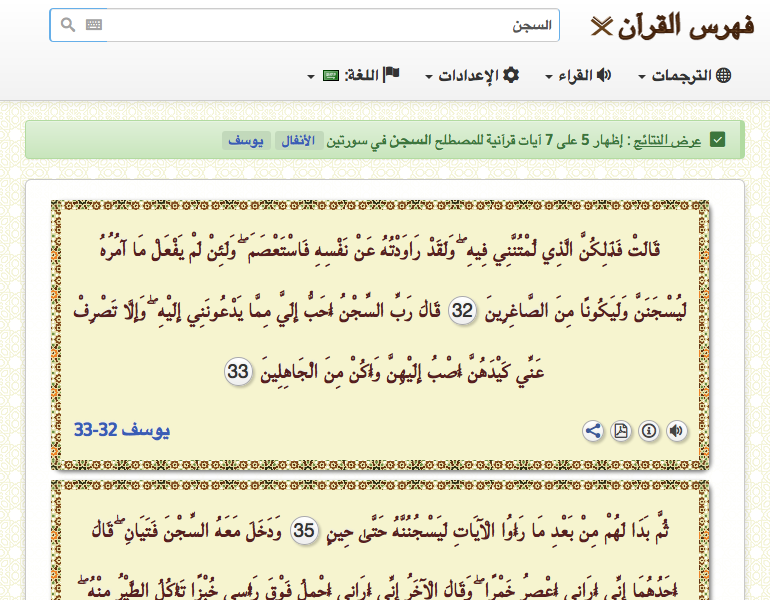 فهرس القرآن
السجن
الترجمات
القراء
الإعدادات
اللغة:
عرض النتائج : إظهار 5 على 7 آيات قرآنية للمصطلح السجن في سورتين الأنفال يوسف
قَالَتْ فَذَٰلِكُنَّ الَّذِي لُمْتُنَّنِي فِيهِ ۖ وَلَقَدْ رَاوَدْتُهُ عَنْ نَفْسِهِ فَاسْتَعْصَمَ ۖ وَلَئِنْ لَمْ يَفْعَلْ مَا آمُرُهُ
لَيُسْجَنَنَّ وَلَيَكُونًا مِنَ الصَّاغِرِينَ 32 قَالَ رَبِّ السِّجْنُ أَحَبُّ إِلَيَّ مِمَّا يَدْعُونَنِي إِلَيْهِ ۖ وَإِلَّا تَصْرِفْ
عَنِّي كَيْدَهُنَّ أَصْبُ إِلَيْهِنَّ وَأَكُنْ مِنَ الْجَاهِلِينَ 33
يوسف 32-33
ثُمَّ بَدَا لَهُمْ مِنْ بَعْدِ مَا رَأَوُا الْآيَاتِ لَيَسْجُنُنَّهُ حَتَّىٰ حِينٍ 35 وَدَخَلَ مَعَهُ السِّجْنَ فَتَيَانِ ۖ قَالَ
أَحَدُهُمَا إِنِّي أَرَانِي أَعْصِرُ خَمْرًا ۖ وَقَالَ الْآخَرُ إِنِّي أَرَانِي أَحْمِلُ فَوْقَ رَأْسِي خُبْزًا تَأْكُلُ الطَّيْرُ مِنْهُ ۖ